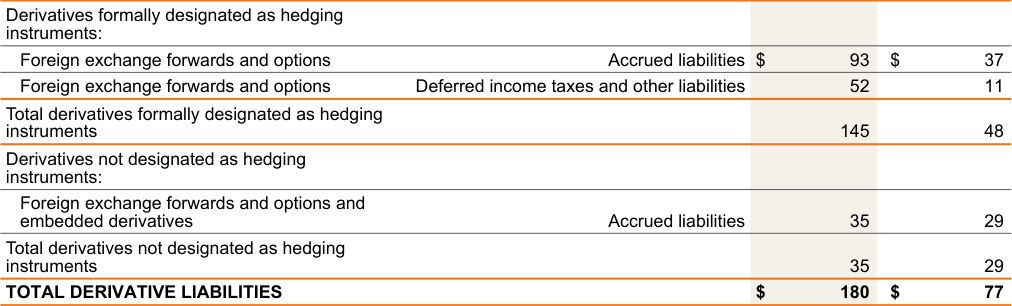 Derivatives formally designated as hedging
instruments:
Foreign exchange forwards and options Accrued liabilities $ 93 $ 37
Foreign exchange forwards and options Deferred income taxes and other liabilities 52 11
Total derivatives formally designated as hedging
instruments 145 48
Derivatives not designated as hedging
instruments:
Foreign exchange forwards and options and
embedded derivatives Accrued liabilities 35 29
Total derivatives not designated as hedging
instruments 35 29
TOTAL DERIVATIVE LIABILITIES $ 180 $ 77